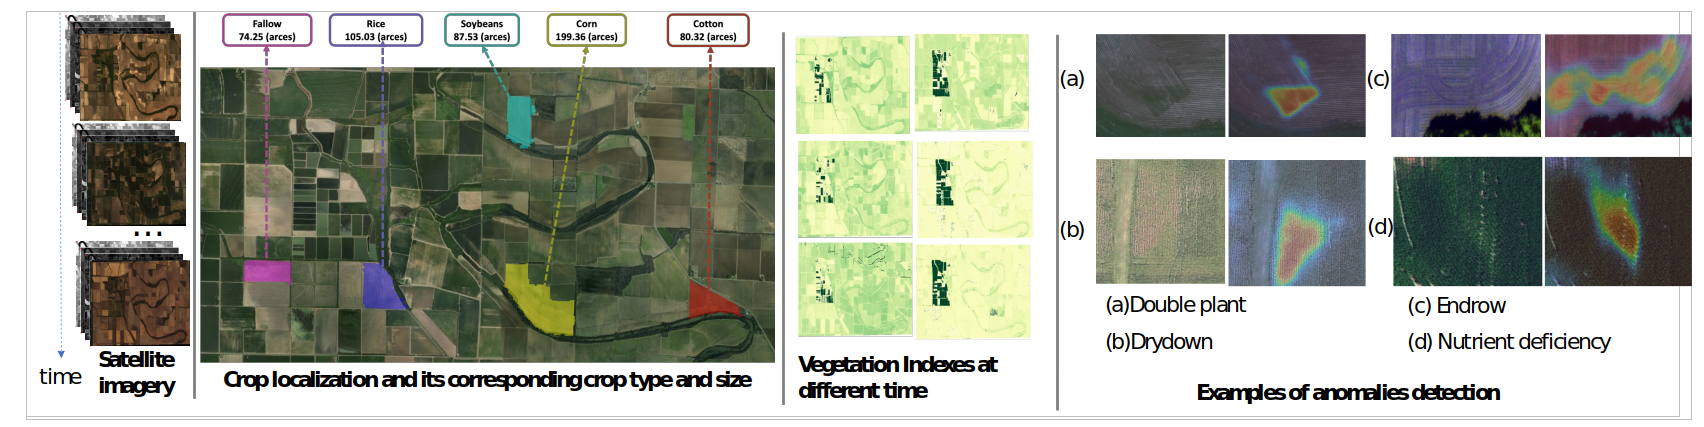 time
Satellite
imagery
. . .
Fallow
74.25 (arces)
Rice
105.03 (arces)
Soybeans
87.53 (arces)
Corn
199.36 (arces)
Cotton
80.32 (arces)
Crop localization and its corresponding crop type and size
Vegetation Indexes at
different time
(a)
(c)
(b)
(d)
(a)Double plant
(c) Endrow
(b)Drydown
(d) Nutrient deficiency
Examples of anomalies detection